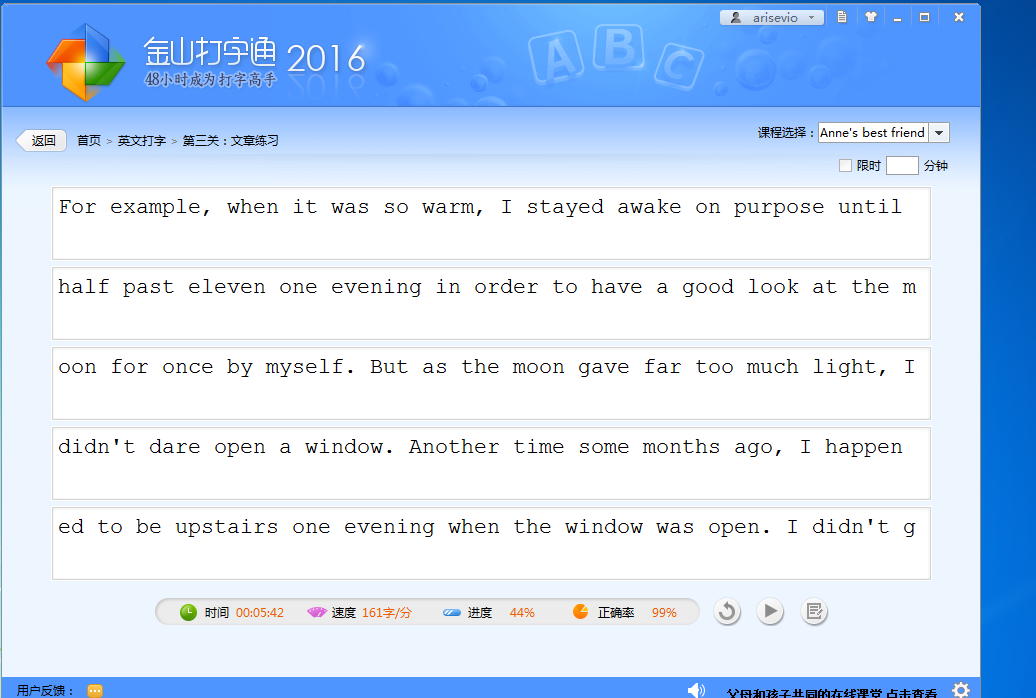 arisevio
金山打字通 2016
48小时成为打字高手
A B C
返回 首页 > 英文打字 > 第三关：文章练习
课程选择： Anne's best friend
限时 分钟
For example, when it was so warm, I stayed awake on purpose until
half past eleven one evening in order to have a good look at the m
oon for once by myself. But as the moon gave far too much light, I
didn't dare open a window. Another time some months ago, I happen
ed to be upstairs one evening when the window was open. I didn't g
时间 00:05:42 速度 161字/分 进度 44% 正确率 99%
用户反馈： 父母和孩子共同的在线课堂 点击查看